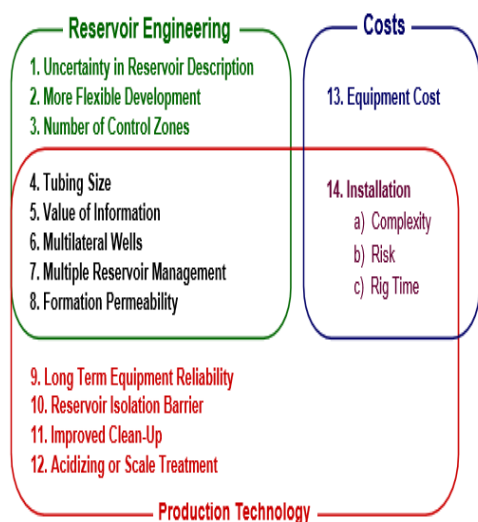 Reservoir Engineering
1. Uncertainty in Reservoir Description
2. More Flexible Development
3. Number of Control Zones
Costs
13. Equipment Cost
4. Tubing Size
5. Value of Information
6. Multilateral Wells
7. Multiple Reservoir Management
8. Formation Permeability
14. Installation
a) Complexity
b) Risk
c) Rig Time
9. Long Term Equipment Reliability
10. Reservoir Isolation Barrier
11. Improved Clean-Up
12. Acidizing or Scale Treatment
Production Technology